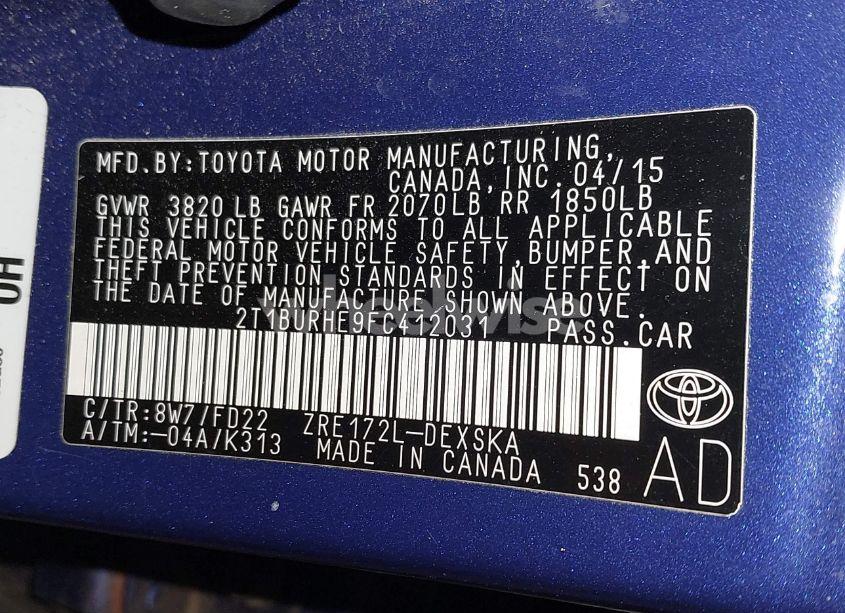 MFD.BY:TOYOTA MOTOR MANUFACTURING,
CANADA,INC. 04/15
GVWR 3820 LB GAWR FR 2070LB RR 1850LB
THIS VEHICLE CONFORMS TO ALL APPLICABLE
FEDERAL MOTOR VEHICLE SAFETY,BUMPER,AND
THEFT PREVENTION STANDARDS IN EFFECT ON
THE DATE OF MANUFACTURE SHOWN ABOVE.
2T1BURHE9FC412031 PASS.CAR
C/TR:8W7/FD22 ZRE172L-DEXSKA
A/TM:-04A/K313 MADE IN CANADA 538
AD
OH